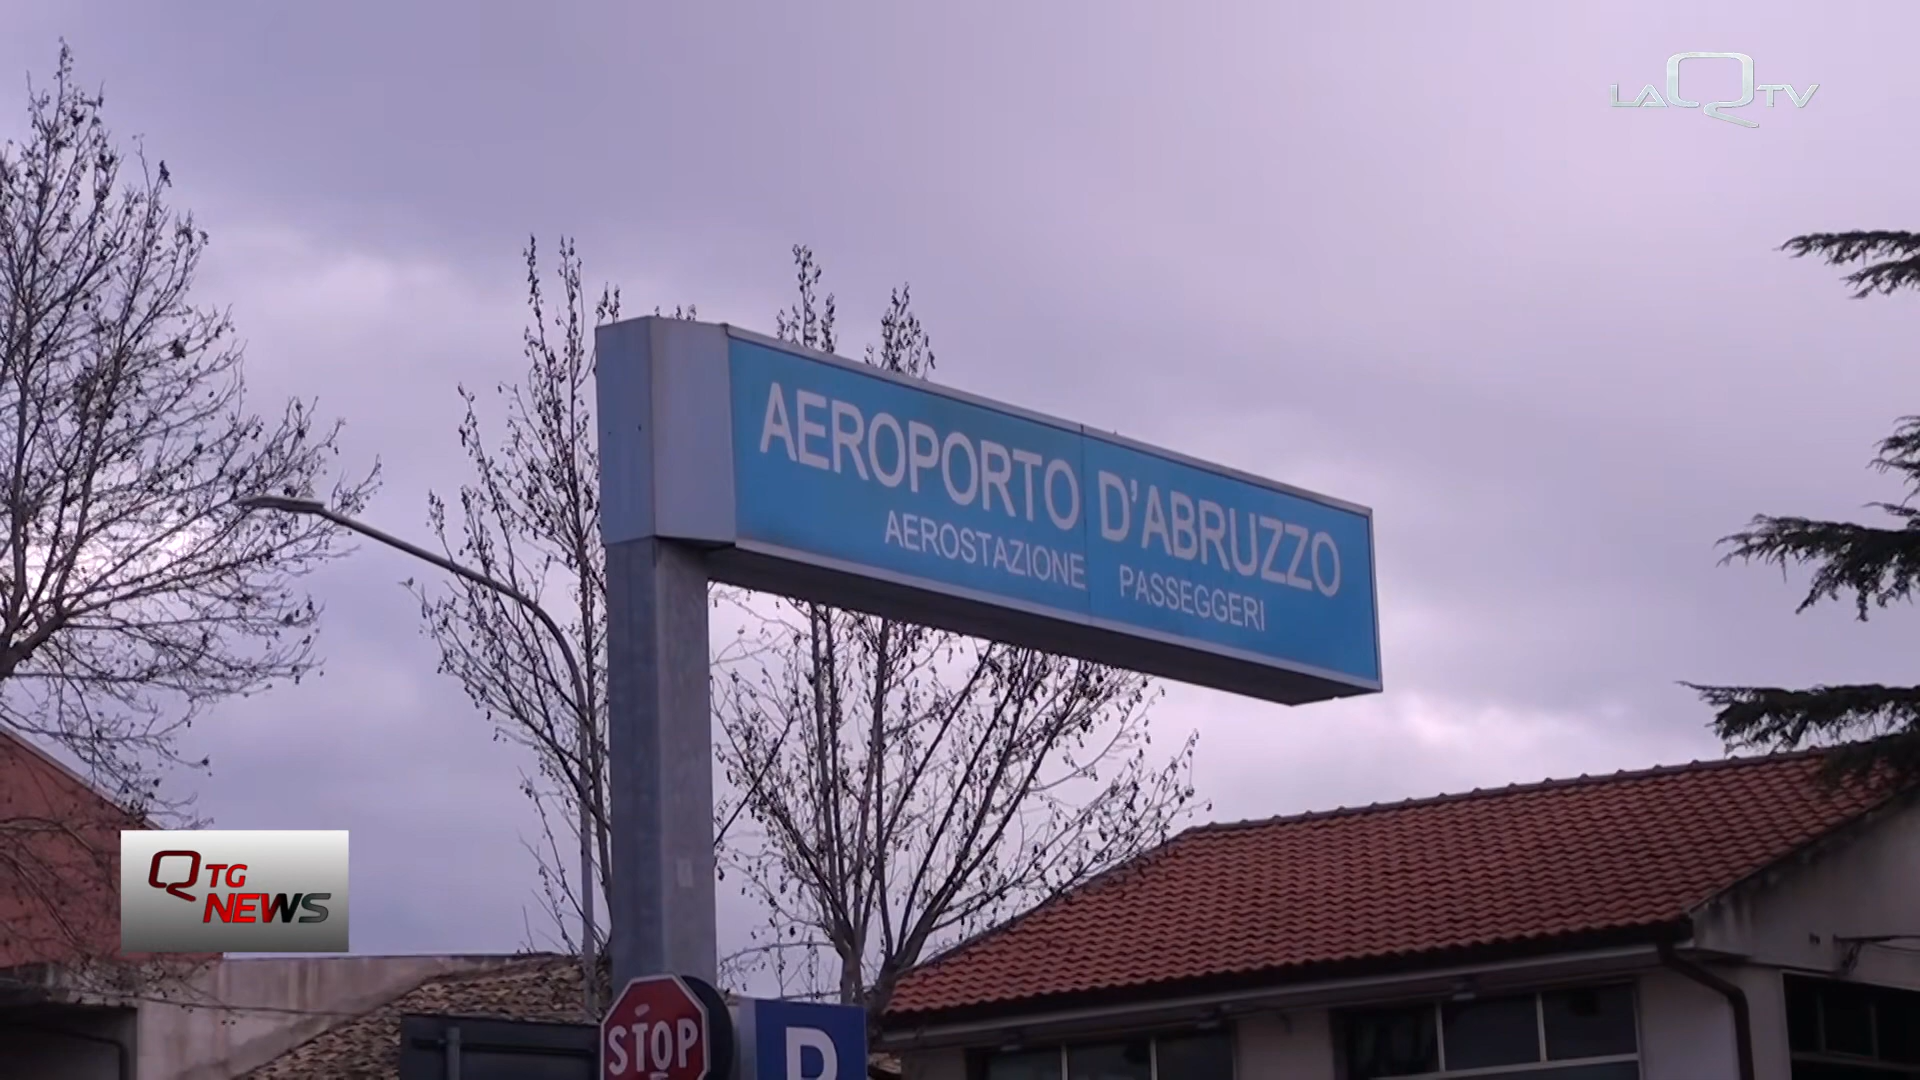 LAQTV
AEROPORTO D'ABRUZZO
AEROSTAZIONE PASSEGGERI
QTG
NEWS
STOP
P